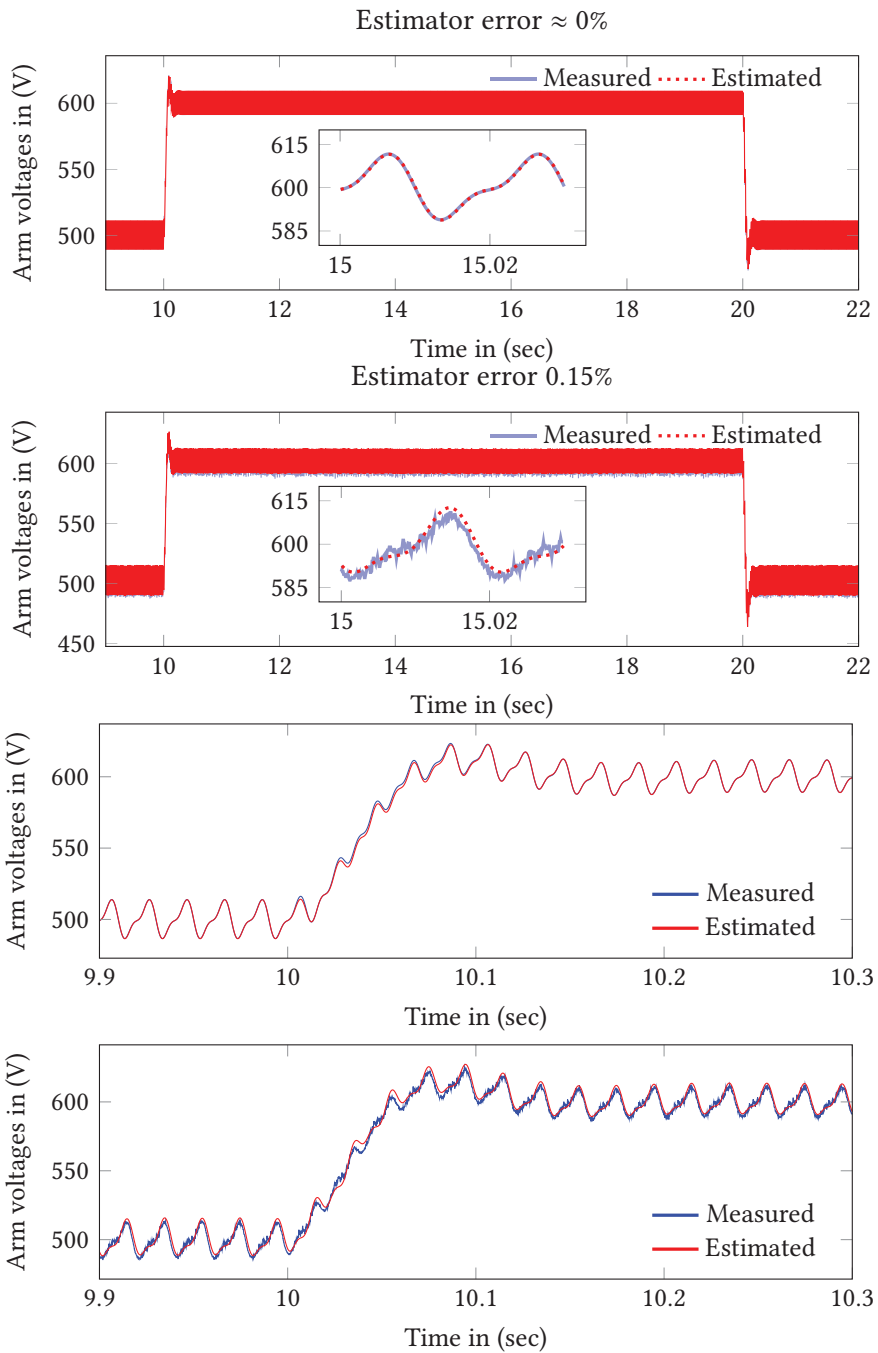 Estimator error ≈ 0%
Measured Estimated
Arm voltages in (V)
600
550
500
615
600
585
15 15.02
10 12 14 16 18 20 22
Time in (sec)
Estimator error 0.15%
Measured Estimated
Arm voltages in (V)
600
550
500
450
615
600
585
15 15.02
10 12 14 16 18 20 22
Time in (sec)
Arm voltages in (V)
600
550
500
Measured
Estimated
9.9 10 10.1 10.2 10.3
Time in (sec)
Arm voltages in (V)
600
550
500
Measured
Estimated
9.9 10 10.1 10.2 10.3
Time in (sec)